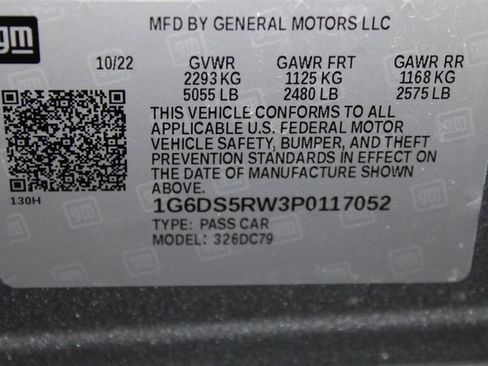 gm
MFD BY GENERAL MOTORS LLC
10/22 GVWR GAWR FRT GAWR RR
2293 KG 1125 KG 1168 KG
5055 LB 2480 LB 2575 LB
THIS VEHICLE CONFORMS TO ALL
APPLICABLE U.S. FEDERAL MOTOR
VEHICLE SAFETY, BUMPER, AND THEFT
PREVENTION STANDARDS IN EFFECT ON
THE DATE OF MANUFACTURE SHOWN
ABOVE.
130H
1G6DS5RW3P0117052
TYPE: PASS CAR
MODEL: 326DC79